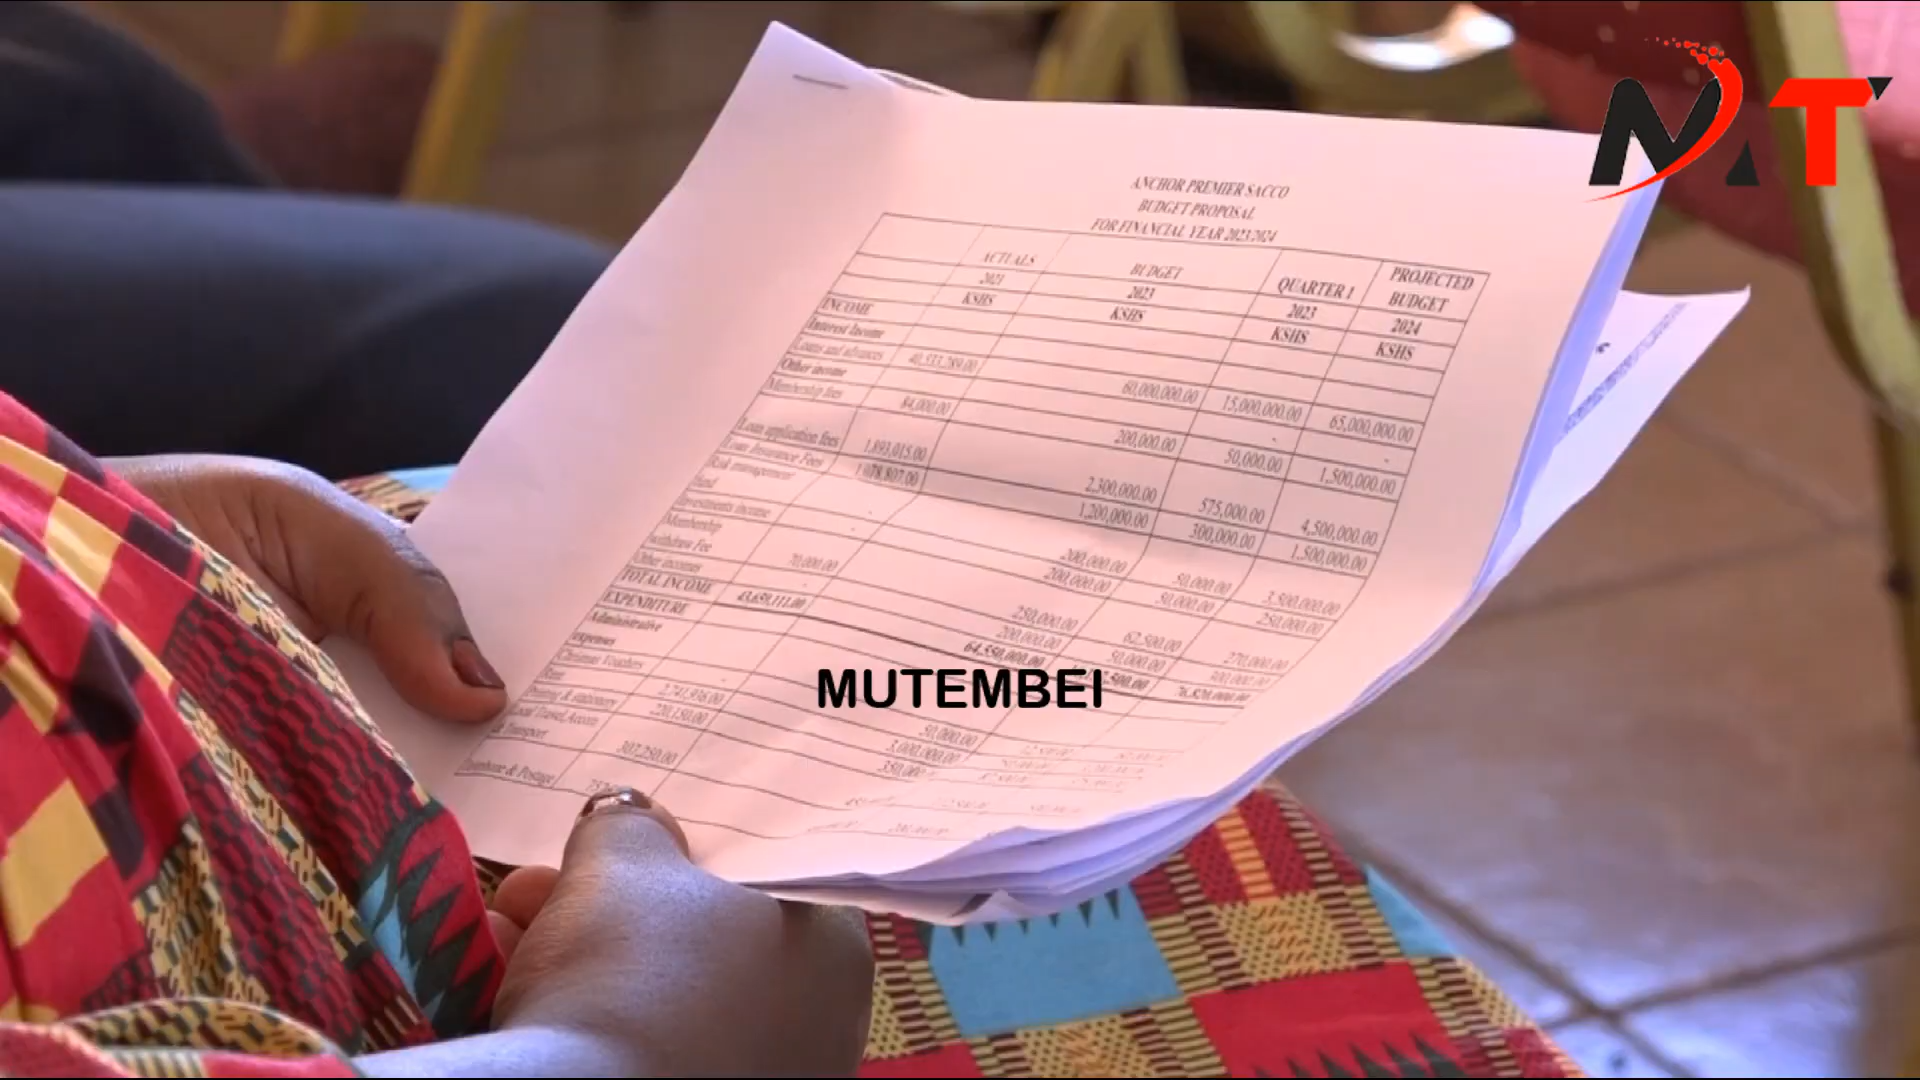 MT
ANCHOR PREMIER SACCO
BUDGET PROPOSAL
FOR FINANCIAL YEAR 2023/2024
ACTUALS BUDGET QUARTER 1 PROJECTED BUDGET
2021 2023 2023 2024
KSHS KSHS KSHS KSHS
INCOME
Interest Income
Loans and advances 40,533,289.00 60,000,000.00 15,000,000.00 65,000,000.00
Other income -
Membership fees 84,000.00 200,000.00 50,000.00 1,500,000.00
Loan application fees 1,893,015.00 2,300,000.00 575,000.00 4,500,000.00
Loan Insurance Fees 1,078,807.00 1,200,000.00 300,000.00 1,500,000.00
Risk management fund - 200,000.00 50,000.00 3,500,000.00
Investments income 200,000.00 50,000.00 250,000.00
Membership withdraw Fee 70,000.00 250,000.00 62,500.00 270,000.00
Other incomes - 200,000.00 50,000.00 300,000.00
TOTAL INCOME 43,659,111.00 64,550,000.00 76,820,000.00
EXPENDITURE
Administrative expenses
Christmas Vouchers - 50,000.00
Rent 2,741,936.00 3,000,000.00
Printing & stationery 220,150.00
Local Travel, Accom & Transport 307,250.00
& Postage
MUTEMBEI